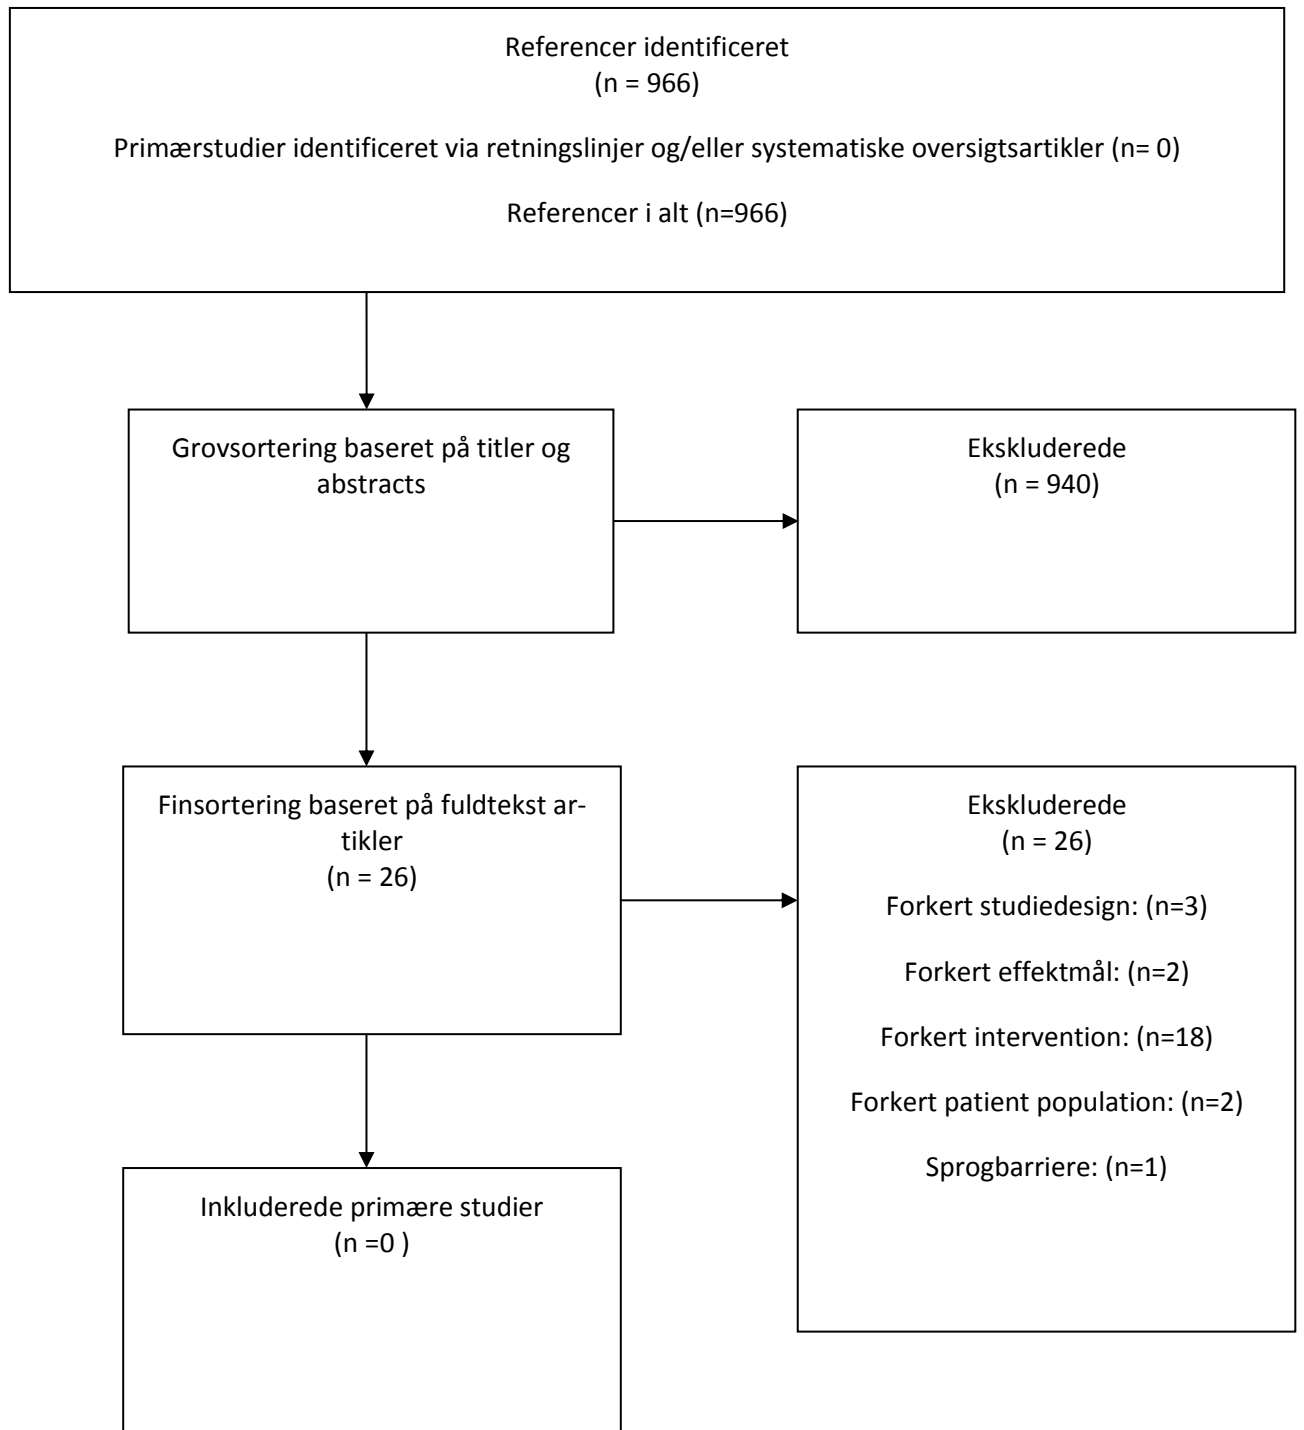 Referencer identificeret
(n = 966)
Primærstudier identificeret via retningslinjer og/eller systematiske oversigtsartikler (n= 0)
Referencer i alt (n=966)
Grovsortering baseret på titler og
abstracts
Ekskluderede
(n = 940)
Finsortering baseret på fuldtekst ar-
tikler
(n = 26)
Ekskluderede
(n = 26)
Forkert studiedesign: (n=3)
Forkert effektmål: (n=2)
Forkert intervention: (n=18)
Forkert patient population: (n=2)
Sprogbarriere: (n=1)
Inkluderede primære studier
(n =0 )